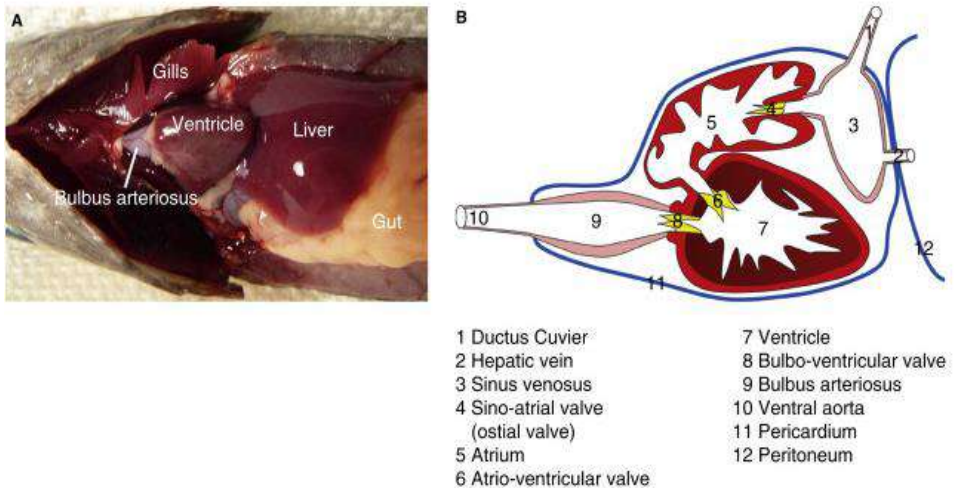 A
Gills
Ventricle
Liver
Bulbus arteriosus
Gut
B
1
2
3
4
5
6
7
8
9
10
11
12
1 Ductus Cuvier
2 Hepatic vein
3 Sinus venosus
4 Sino-atrial valve
(ostial valve)
5 Atrium
6 Atrio-ventricular valve
7 Ventricle
8 Bulbo-ventricular valve
9 Bulbus arteriosus
10 Ventral aorta
11 Pericardium
12 Peritoneum